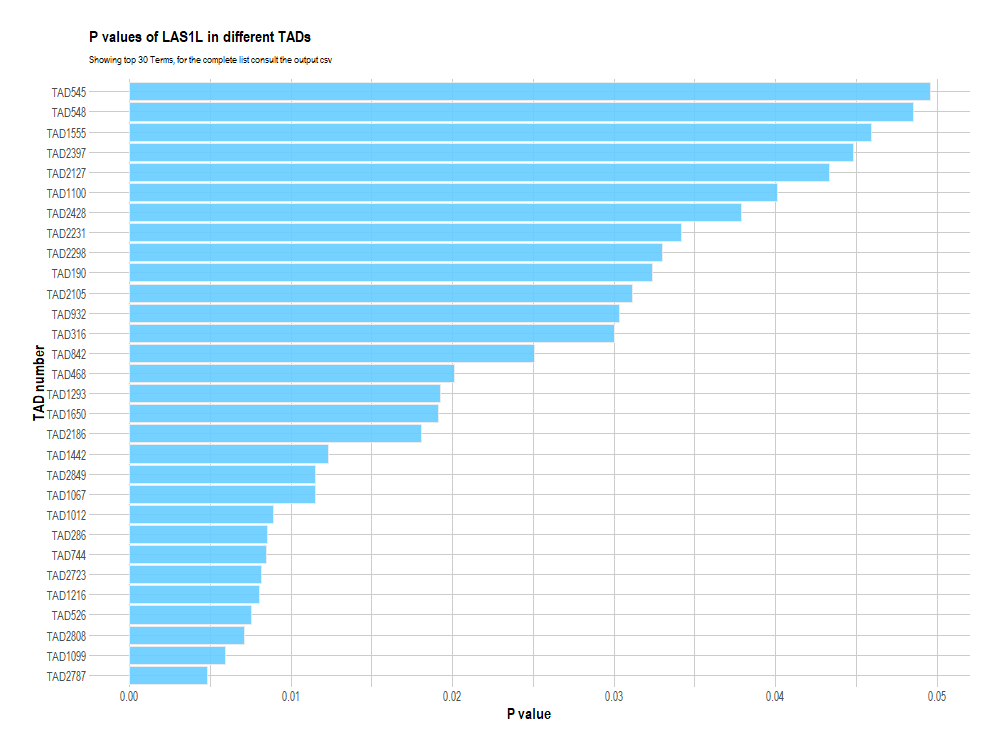 P values of LAS1L in different TADs
Showing top 30 Terms, for the complete list consult the output csv
TAD number
TAD545
TAD548
TAD1555
TAD2397
TAD2127
TAD1100
TAD2428
TAD2231
TAD2298
TAD190
TAD2105
TAD932
TAD316
TAD842
TAD468
TAD1293
TAD1650
TAD2186
TAD1442
TAD2849
TAD1067
TAD1012
TAD286
TAD744
TAD2723
TAD1216
TAD526
TAD2808
TAD1099
TAD2787
0.00 0.01 0.02 0.03 0.04 0.05
P value